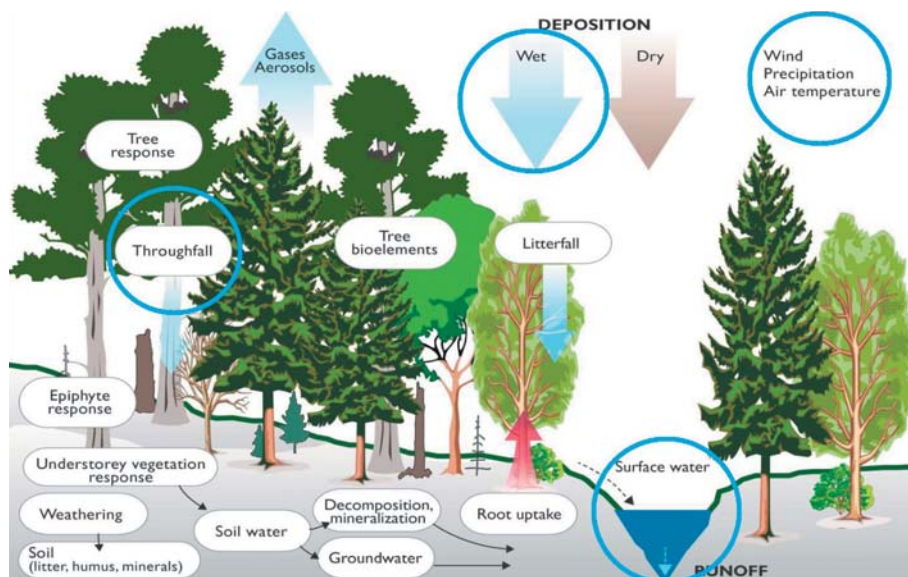 DEPOSITION
Wet
Dry
Wind
Precipitation
Air temperature
Gases
Aerosols
Tree
response
Throughfall
Tree
bioelements
Litterfall
Epiphyte
response
Understorey vegetation
response
Surface water
Weathering
Soil water
Decomposition,
mineralization
Root uptake
Groundwater
Soil
(litter, humus, minerals)
RUNOFF